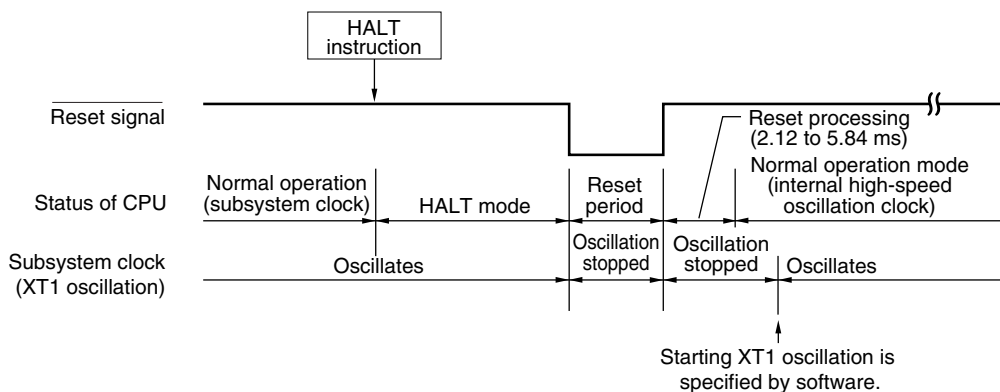 HALT
instruction
Reset signal
Reset processing
(2.12 to 5.84 ms)
Status of CPU
Normal operation
(subsystem clock)
HALT mode
Reset
period
Normal operation mode
(internal high-speed
oscillation clock)
Subsystem clock
(XT1 oscillation)
Oscillates
Oscillation
stopped
Oscillation
stopped
Oscillates
Starting XT1 oscillation is
specified by software.